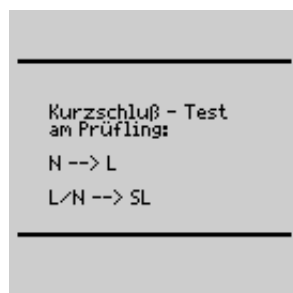 Kurzschluß - Test
am Prüfling:
N --> L
L/N --> SL